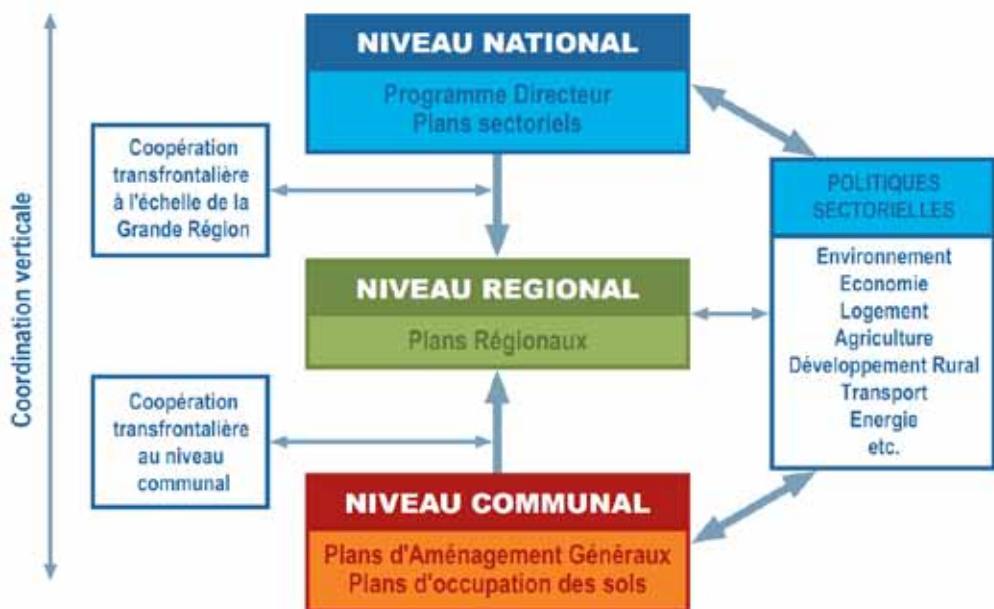 Coordination verticale
NIVEAU NATIONAL
Programme Directeur
Plans sectoriels
Coopération
transfrontalière
à l'échelle de la
Grande Région
NIVEAU REGIONAL
Plans Régionaux
Coopération
transfrontalière
au niveau
communal
NIVEAU COMMUNAL
Plans d'Aménagement Généraux
Plans d'occupation des sols
POLITIQUES
SECTORIELLES
Environnement
Economie
Logement
Agriculture
Développement Rural
Transport
Energie
etc.